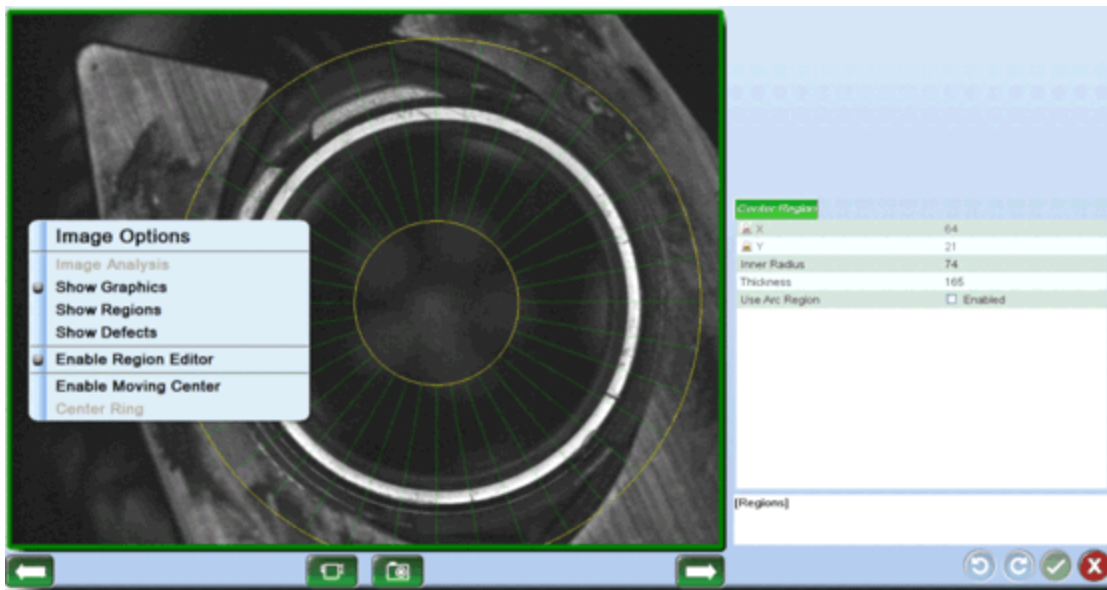 Image Options
Image Analysis
Show Graphics
Show Regions
Show Defects
Enable Region Editor
Enable Moving Center
Center Ring
Center Region
X 64
Y 21
Inner Radius 74
Thickness 165
Use Arc Region Enabled
[Regions]